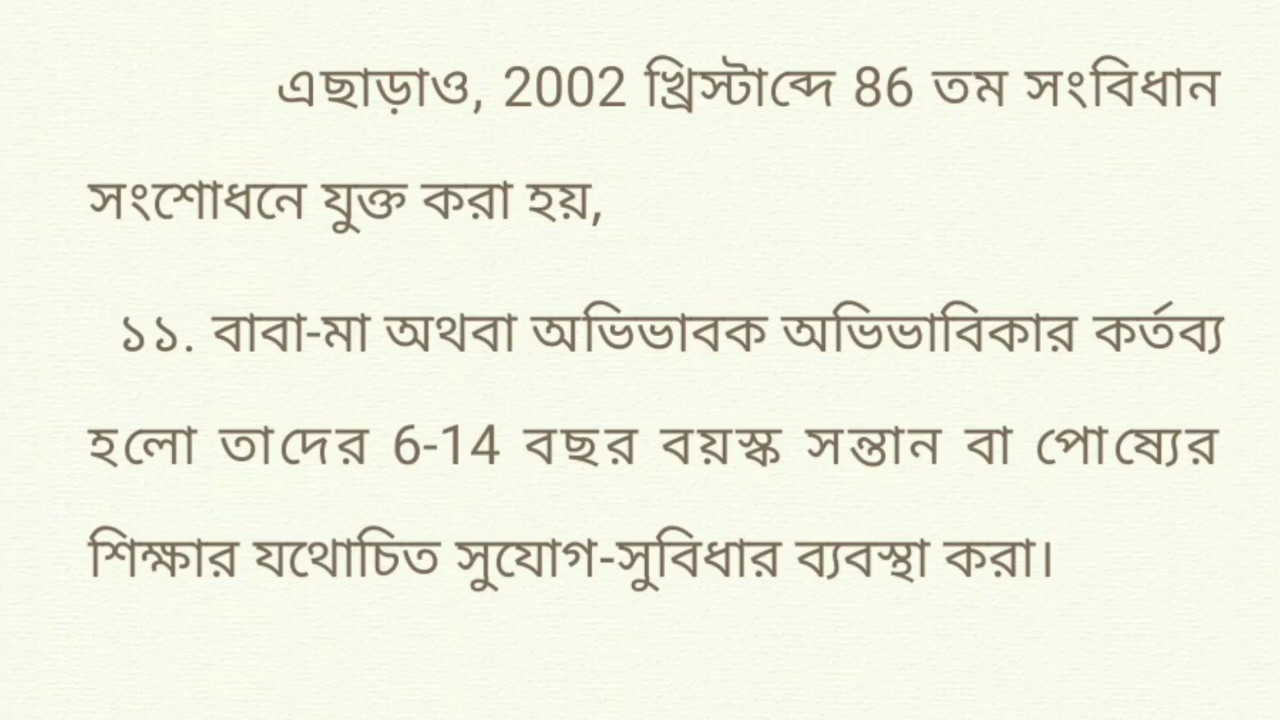 এছাড়াও, 2002 খ্রিস্টাব্দে 86 তম সংবিধান
সংশোধনে যুক্ত করা হয়,
১১. বাবা-মা অথবা অভিভাবক অভিভাবিকার কর্তব্য
হলো তাদের 6-14 বছর বয়স্ক সন্তান বা পোষ্যের
শিক্ষার যথোচিত সুযোগ-সুবিধার ব্যবস্থা করা।